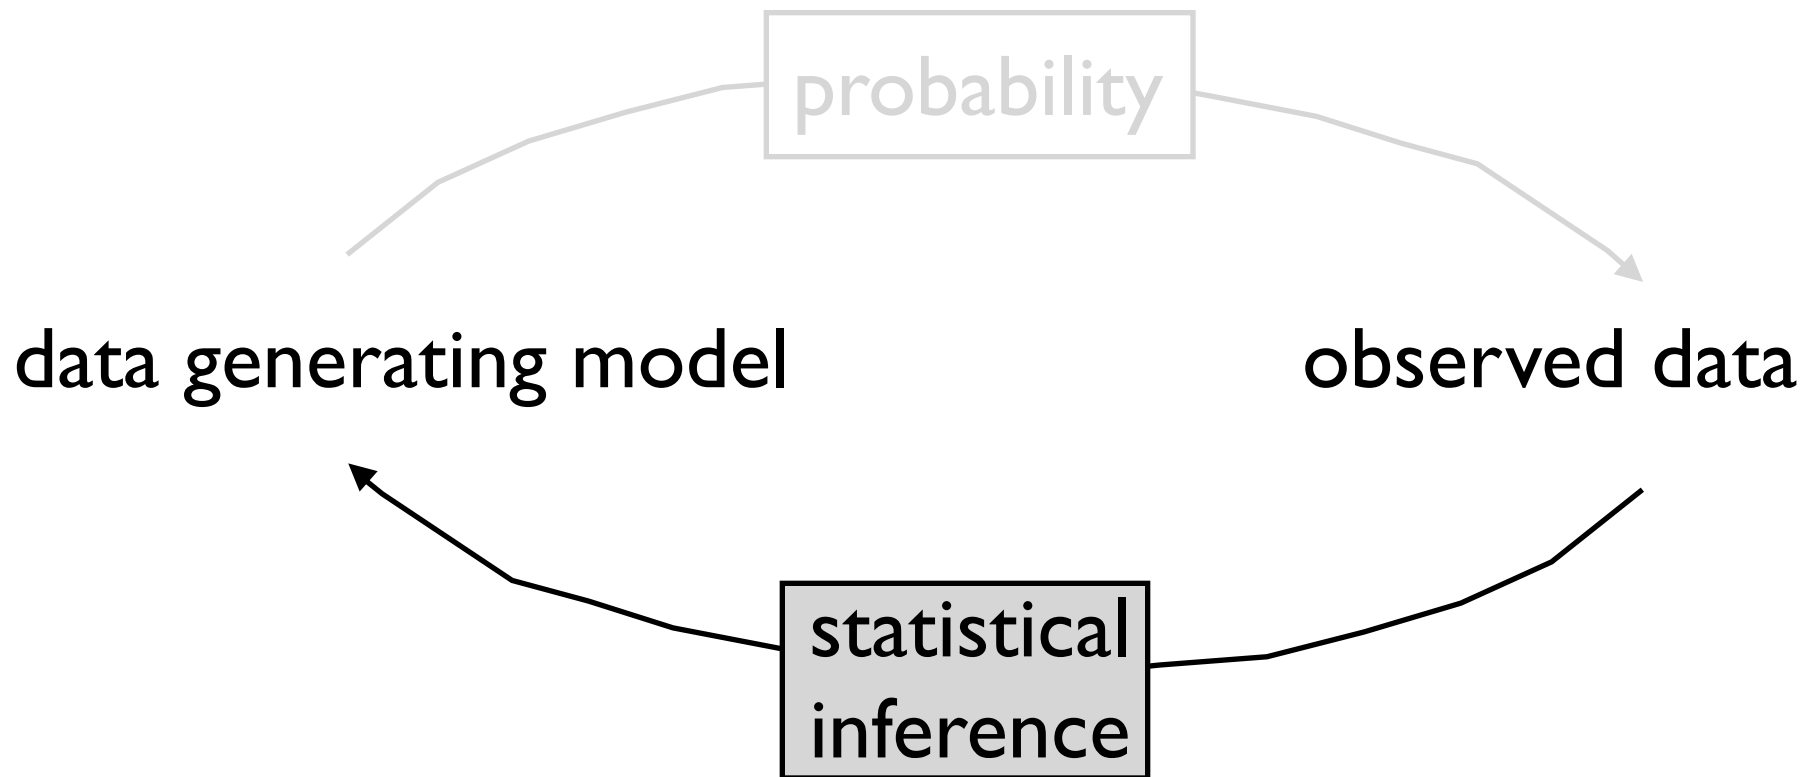 probability
data generating model
observed data
statistical
inference